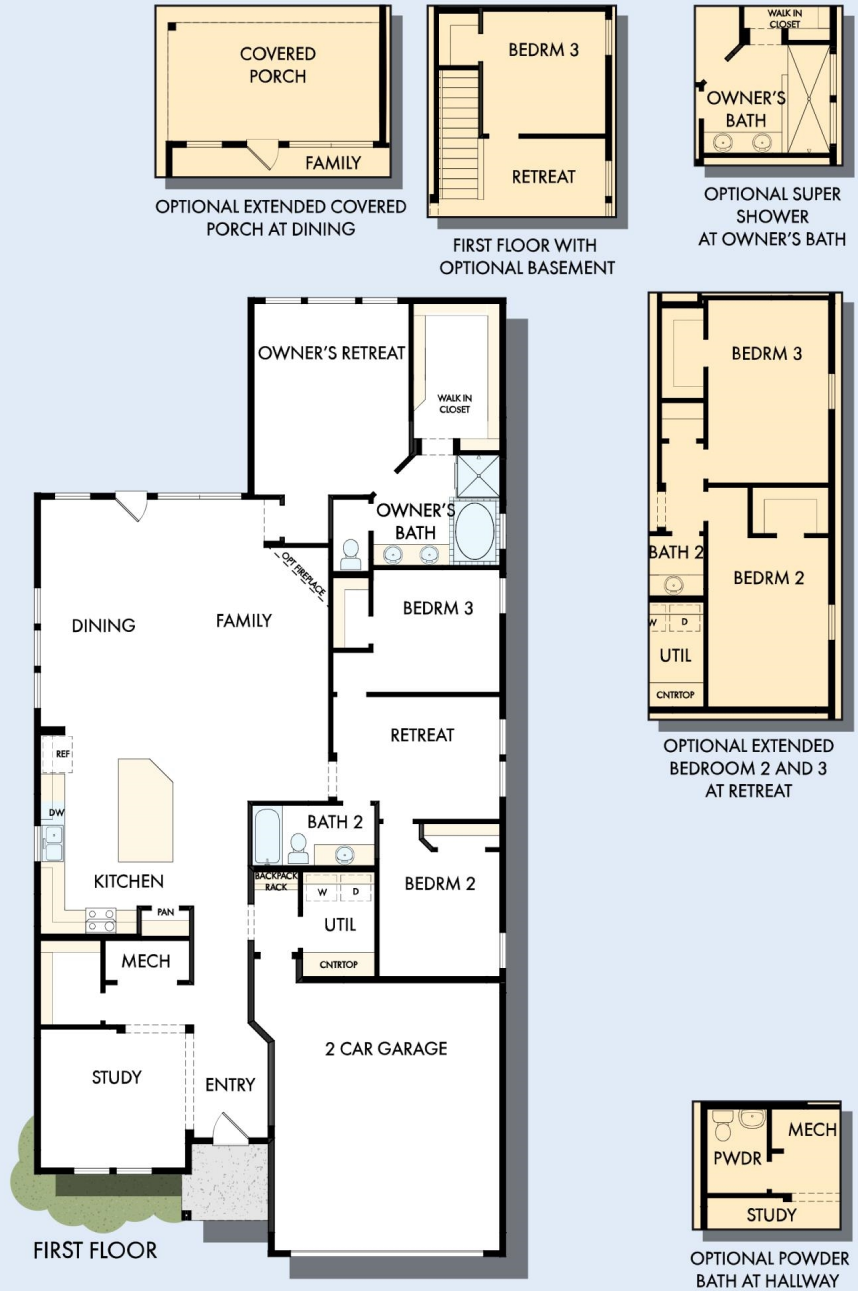 COVERED
PORCH
FAMILY
OPTIONAL EXTENDED COVERED
PORCH AT DINING
BEDRM 3
RETREAT
FIRST FLOOR WITH
OPTIONAL BASEMENT
WALK IN
CLOSET
OWNER'S
BATH
OPTIONAL SUPER
SHOWER
AT OWNER'S BATH
OWNER'S RETREAT
WALK IN
CLOSET
OWNER'S
BATH
OPT FIREPLACE
DINING
FAMILY
BEDRM 3
RETREAT
REF
DW
KITCHEN
PAN
BATH 2
BACKPACK
RACK
W
D
UTIL
CNTRTOP
BEDRM 2
MECH
STUDY
ENTRY
2 CAR GARAGE
FIRST FLOOR
BEDRM 3
BATH 2
BEDRM 2
W
D
UTIL
CNTRTOP
OPTIONAL EXTENDED
BEDROOM 2 AND 3
AT RETREAT
PWDR
MECH
STUDY
OPTIONAL POWDER
BATH AT HALLWAY